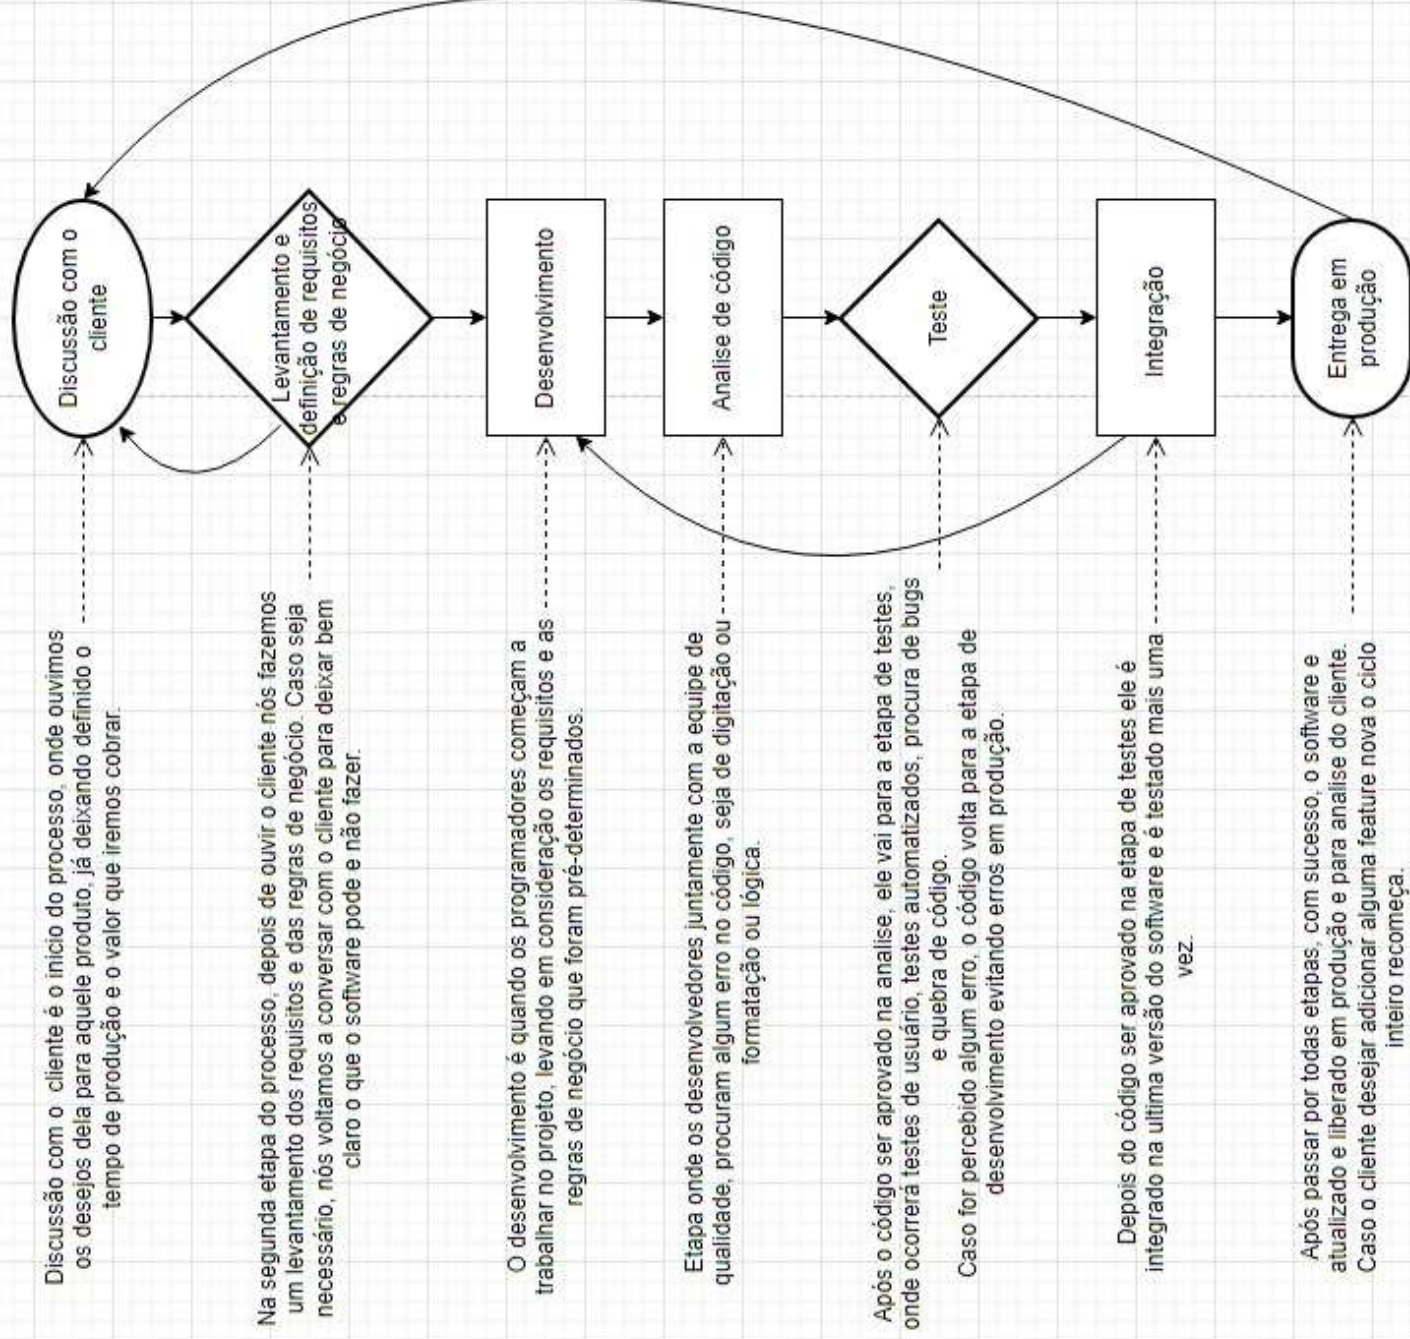 Discussão com o
cliente
Levantamento e
definição de requisitos
e regras de negócio
Desenvolvimento
Analise de código
Teste
Integração
Entrega em
produção
Discussão com o cliente é o inicio do processo, onde ouvimos
os desejos dela para aquele produto, já deixando definido o
tempo de produção e o valor que iremos cobrar.
Na segunda etapa do processo, depois de ouvir o cliente nós fazemos
um levantamento dos requisitos e das regras de negócio. Caso seja
necessário, nós voltamos a conversar com o cliente para deixar bem
claro o que o software pode e não fazer.
O desenvolvimento é quando os programadores começam a
trabalhar no projeto, levando em consideração os requisitos e as
regras de negócio que foram pré-determinados.
Etapa onde os desenvolvedores juntamente com a equipe de
qualidade, procuram algum erro no código, seja de digitação ou
formatação ou lógica.
Após o código ser aprovado na analise, ele vai para a etapa de testes,
onde ocorrerá testes de usuário, testes automatizados, procura de bugs
e quebra de código.
Caso for percebido algum erro, o código volta para a etapa de
desenvolvimento evitando erros em produção.
Depois do código ser aprovado na etapa de testes ele é
integrado na ultima versão do software e é testado mais uma
vez.
Após passar por todas etapas, com sucesso, o software e
atualizado e liberado em produção e para analise do cliente.
Caso o cliente desejar adicionar alguma feature nova o ciclo
inteiro recomeça.